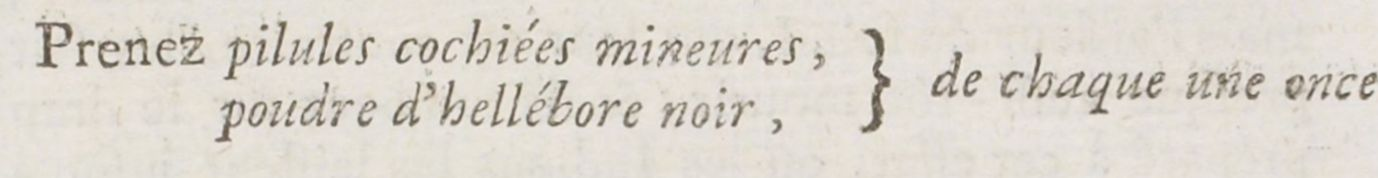 Prenez pilules cochiées mineures,
poudre d'hellébore noir,
} de chaque une once